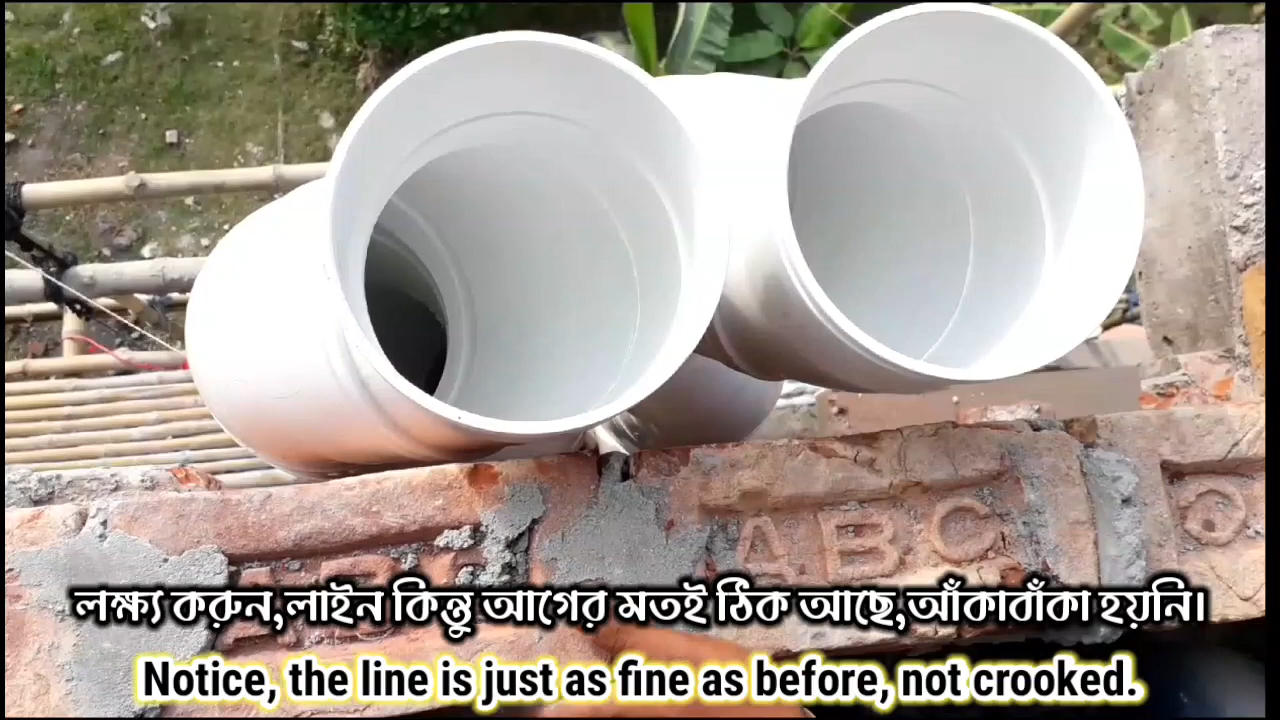 ABC
লক্ষ্য করুন,লাইন কিন্তু আগের মতই ঠিক আছে,আঁকাবাঁকা হয়নি।
Notice, the line is just as fine as before, not crooked.